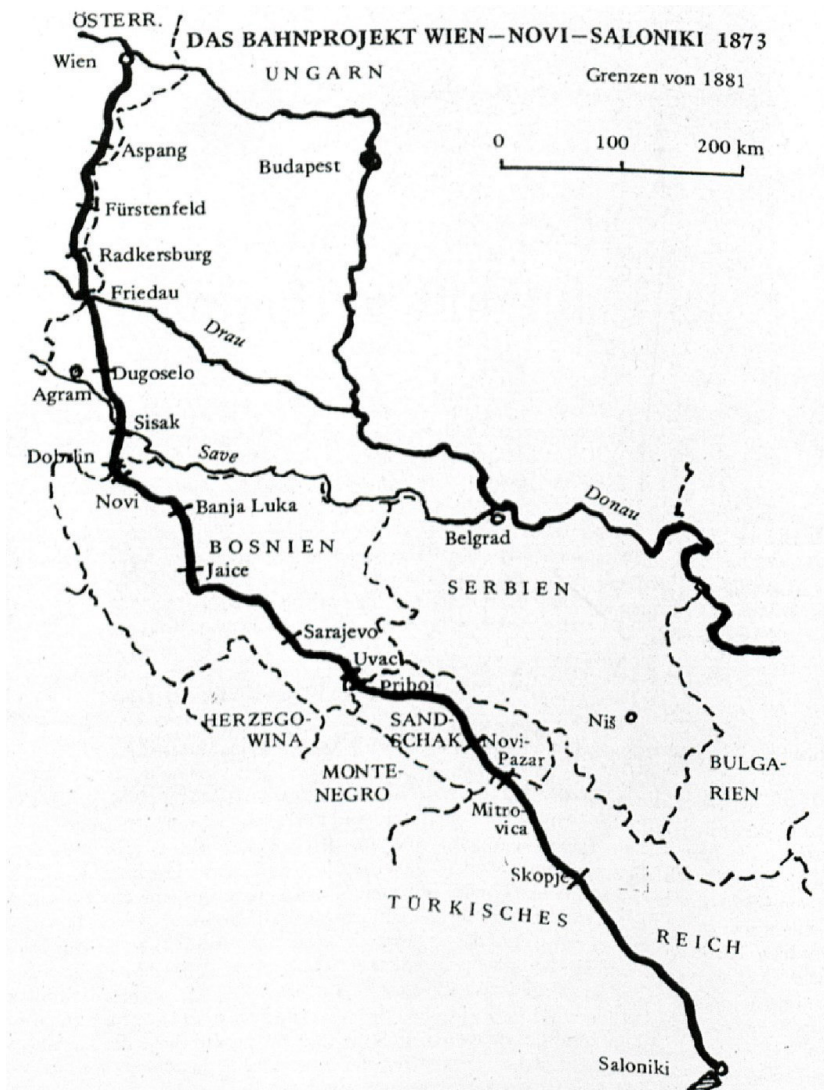 ÖSTERR.
DAS BAHNPROJEKT WIEN—NOVI—SALONIKI 1873
Wien
UNGARN
Grenzen von 1881
0 100 200 km
Aspang
Budapest
Fürstenfeld
Radkersburg
Friedau
Drau
Dugoselo
Agram
Sisak
Save
Novi
Banja Luka
Donau
Belgrad
BOSNIEN
Jaice
SERBIEN
Sarajevo
Uvac
Priboj
HERZEGO-
WINA
SAND-
SCHAK
Novi-
Pazar
Niš
MONTE-
NEGRO
BULGA-
RIEN
Mitro-
vica
Skopje
TÜRKISCHES
REICH
Saloniki